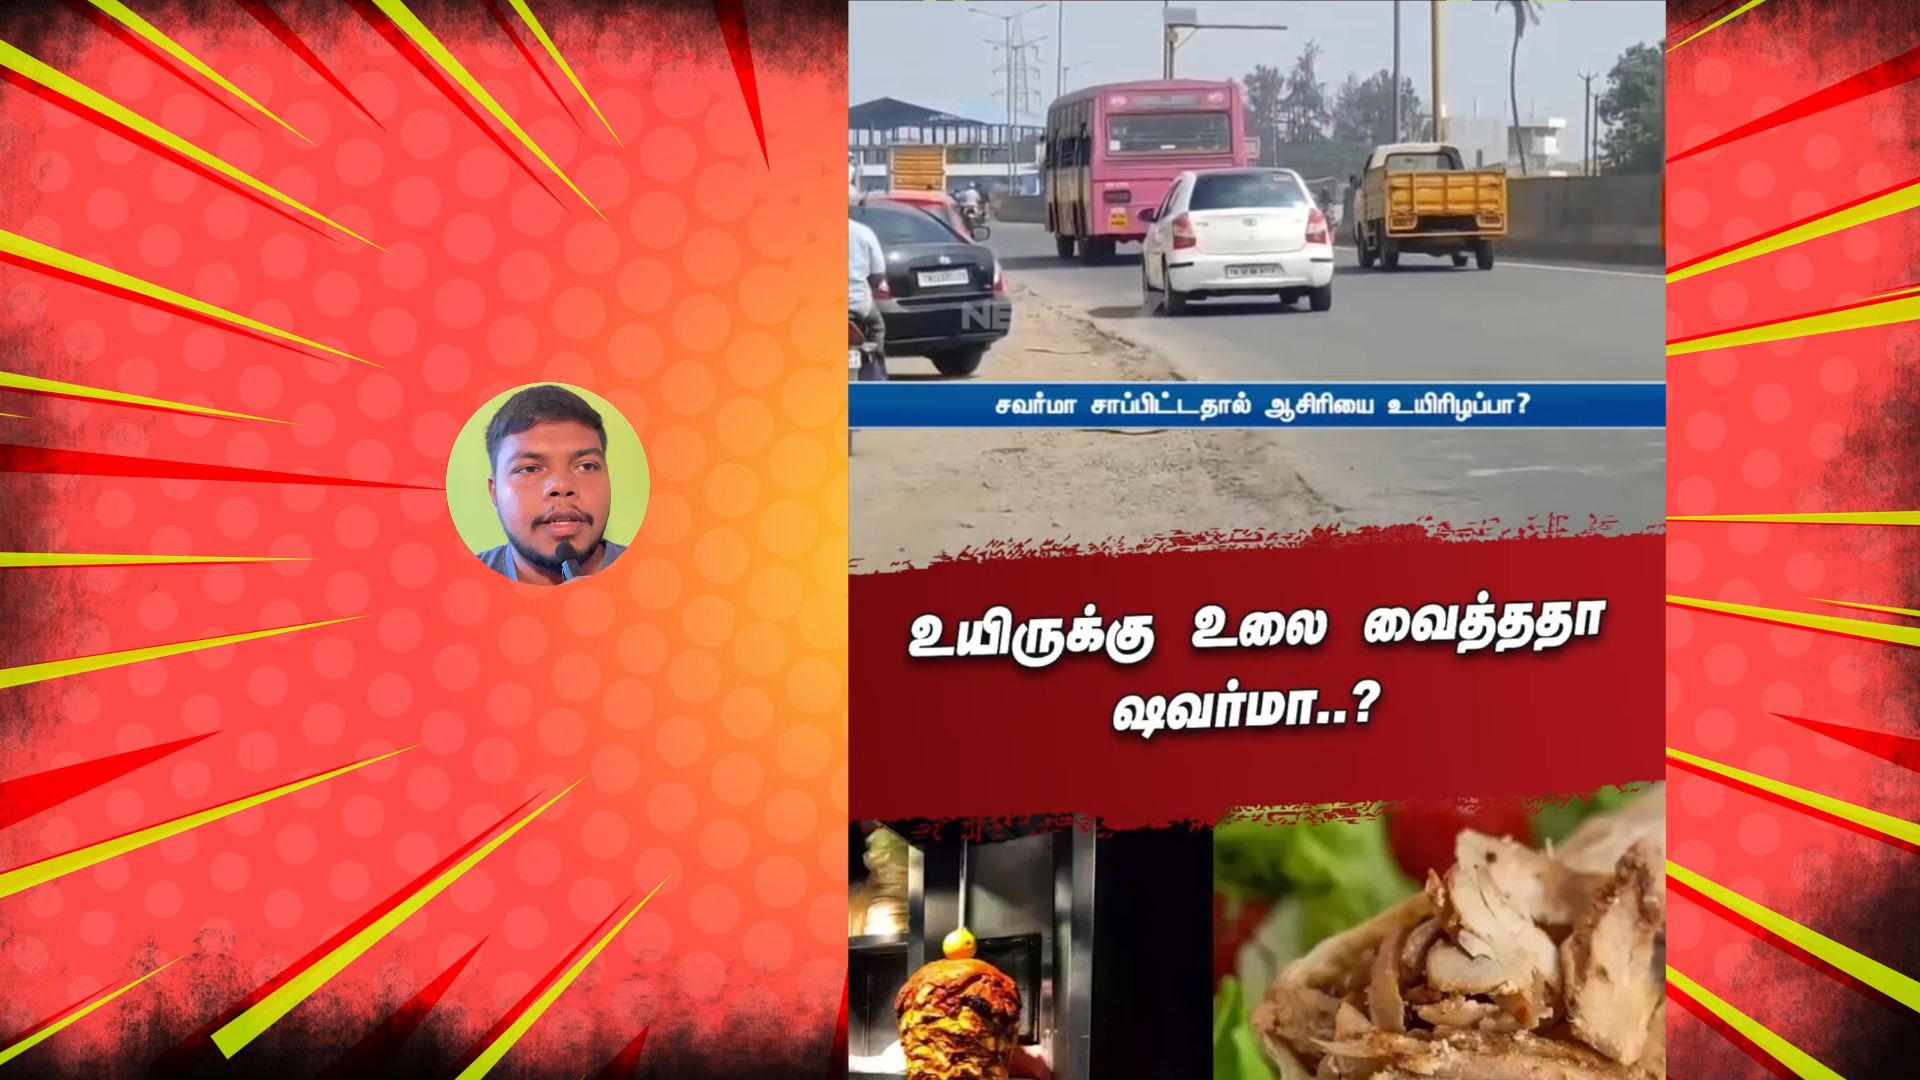 சவர்மா சாப்பிட்டதால் ஆசிரியை உயிரிழப்பா?
உயிருக்கு உலை வைத்ததா
ஷவர்மா..?